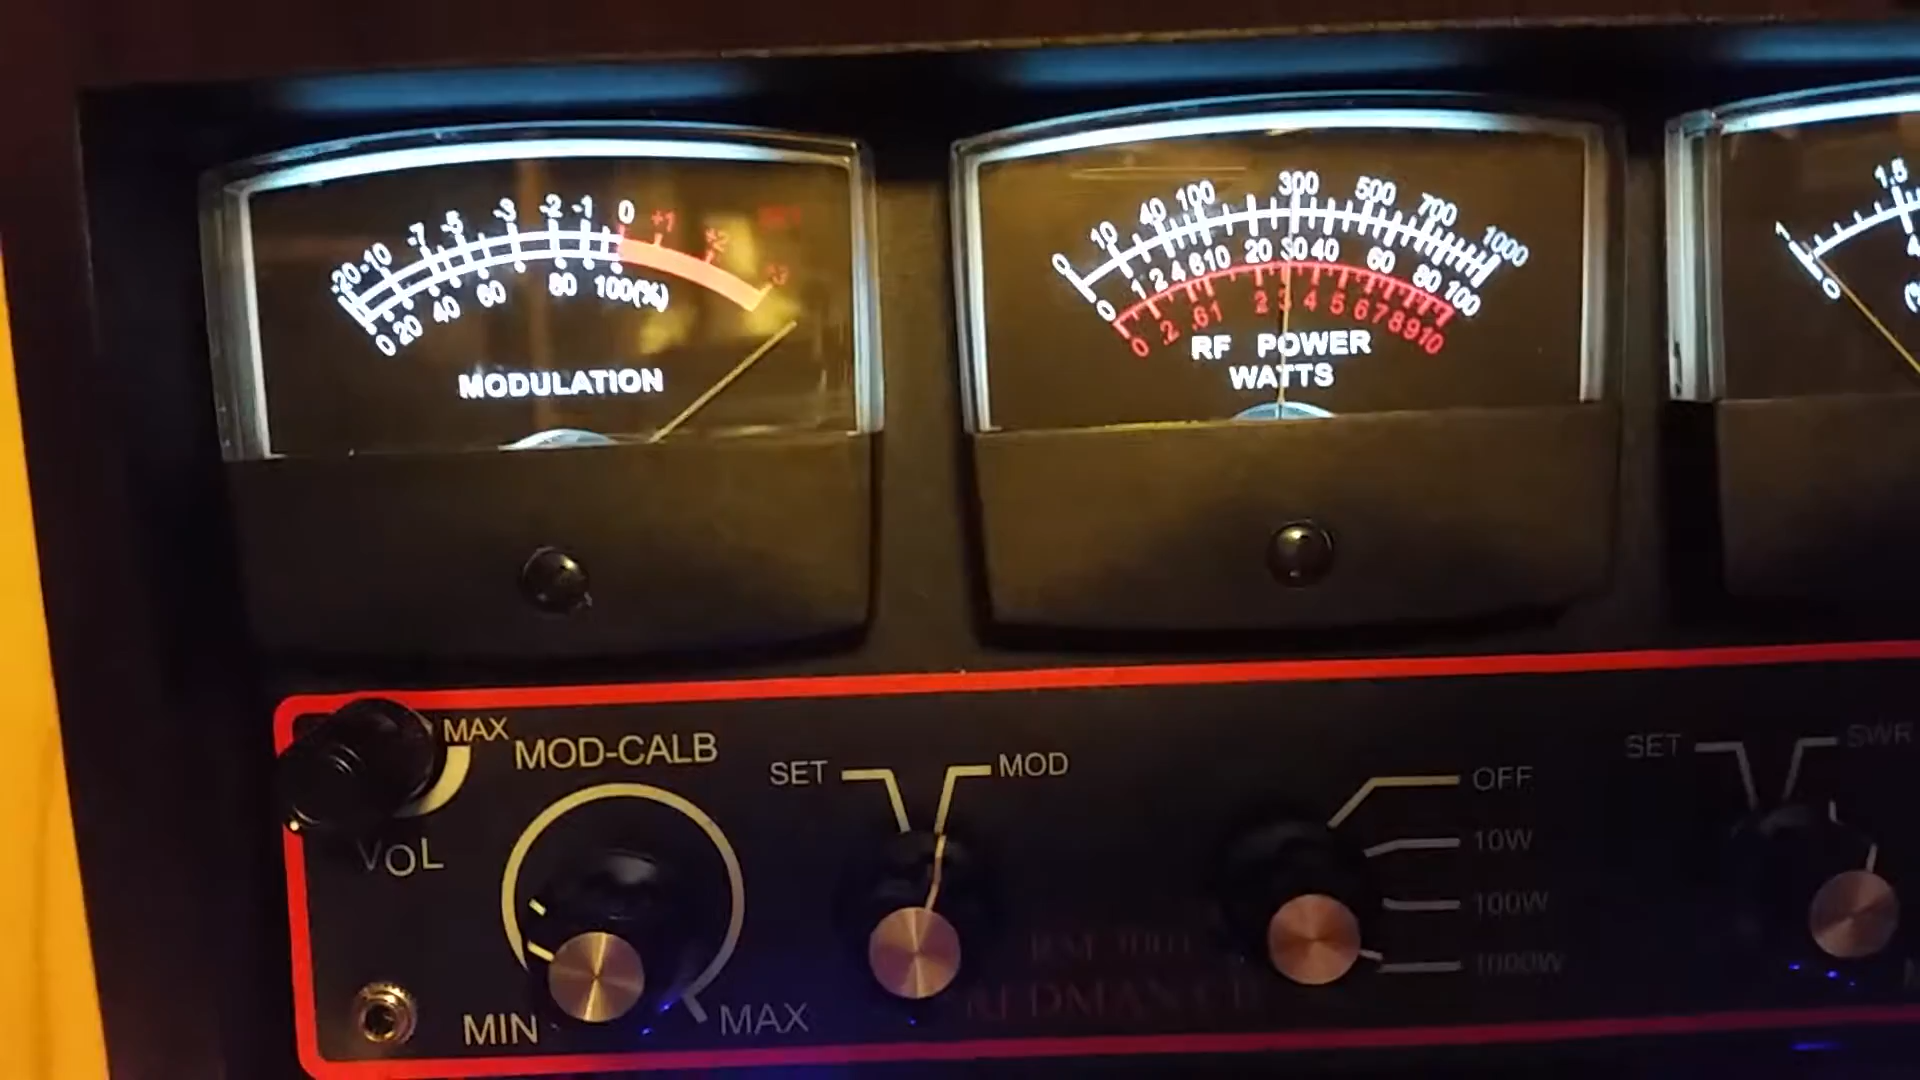 -20 -10 -7 -5 -3 -2 -1 0 +1 +2 +3
0 20 40 60 80 100(%)
MODULATION
0 10 40 100 300 500 700 1000
0 1 2 4 6 10 20 30 40 60 80 100
0 .2 .6 1 2 3 4 5 6 7 8 9 10
RF POWER
WATTS
1 1.5
0
MAX
VOL
MOD-CALB
MIN
MAX
SET
MOD
OFF
10W
100W
1000W
SET
SWR